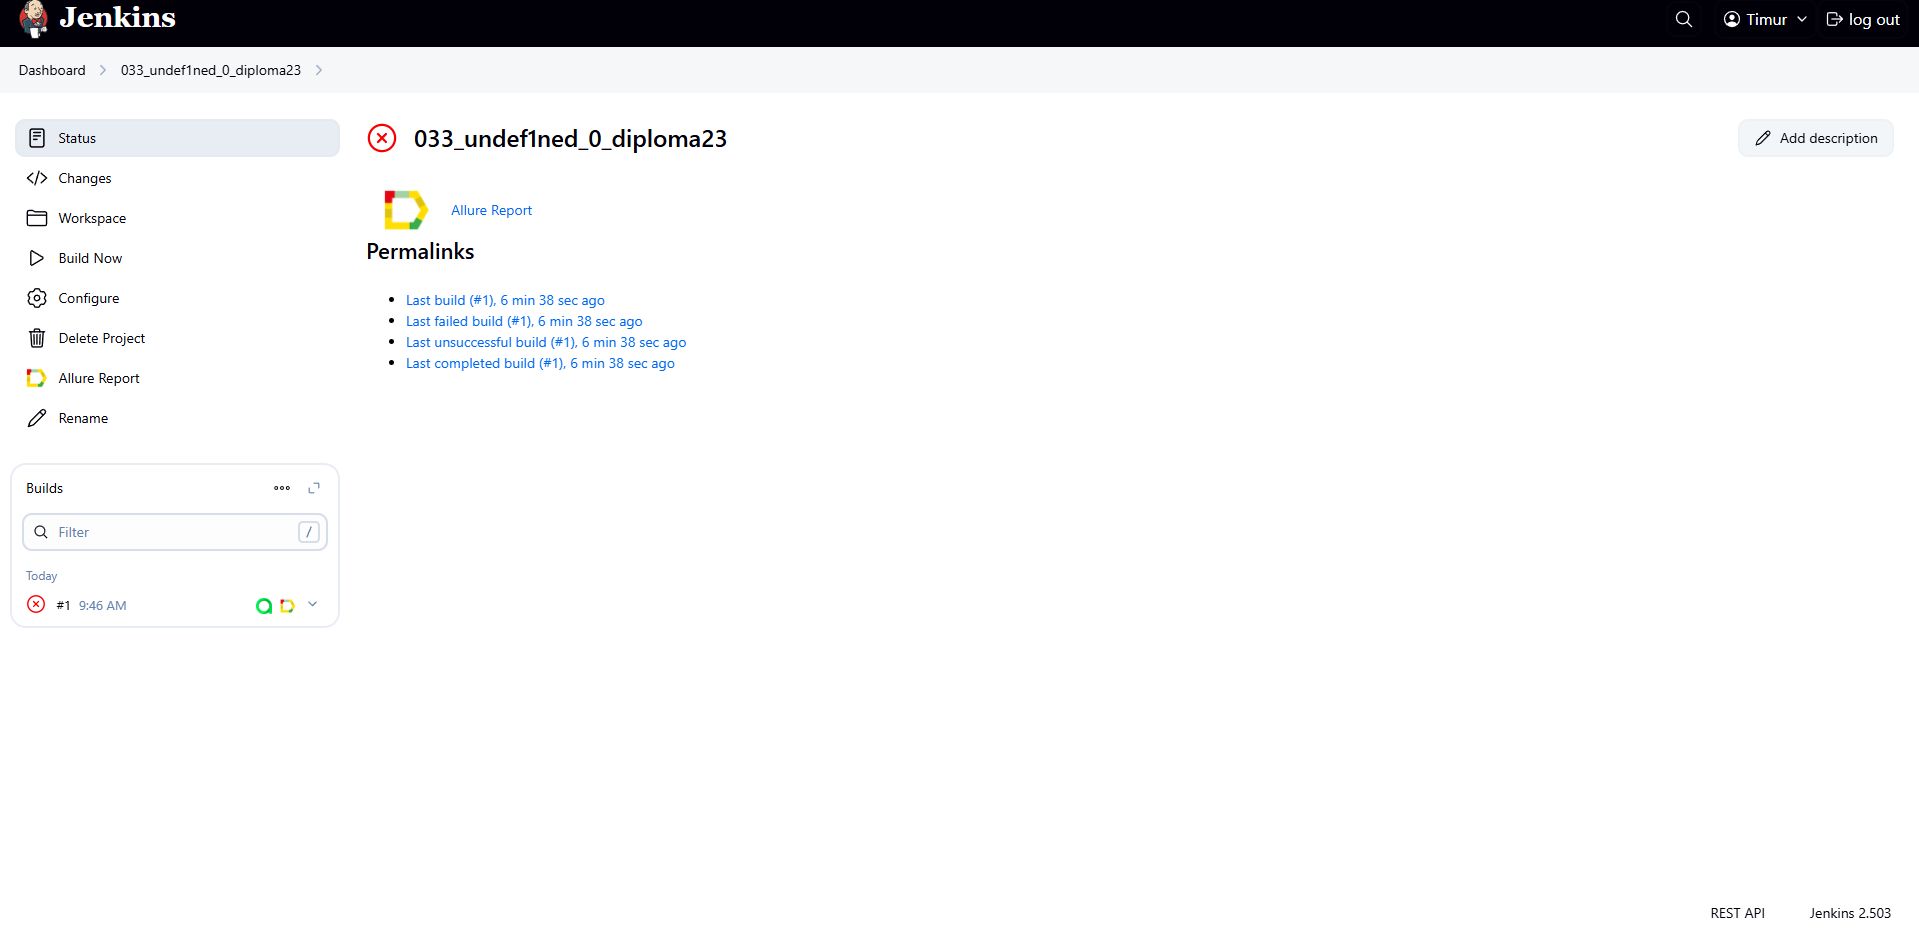 Jenkins
Timur
log out
Dashboard
033_undef1ned_0_diploma23
Status
Changes
Workspace
Build Now
Configure
Delete Project
Allure Report
Rename
Builds
Filter
/
Today
#1 9:46 AM
033_undef1ned_0_diploma23
Add description
Allure Report
Permalinks
Last build (#1), 6 min 38 sec ago
Last failed build (#1), 6 min 38 sec ago
Last unsuccessful build (#1), 6 min 38 sec ago
Last completed build (#1), 6 min 38 sec ago
REST API
Jenkins 2.503